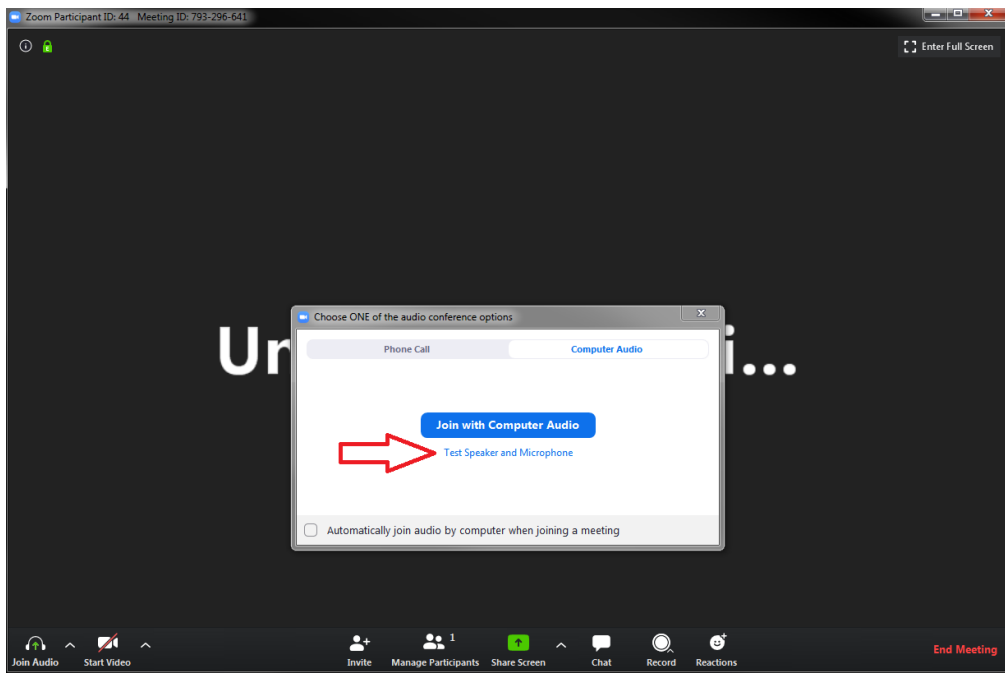 Zoom Participant ID: 44 Meeting ID: 793-296-641
Enter Full Screen
Choose ONE of the audio conference options
Phone Call
Computer Audio
Un
i...
Join with Computer Audio
Test Speaker and Microphone
Automatically join audio by computer when joining a meeting
1
Join Audio
Start Video
Invite
Manage Participants
Share Screen
Chat
Record
Reactions
End Meeting